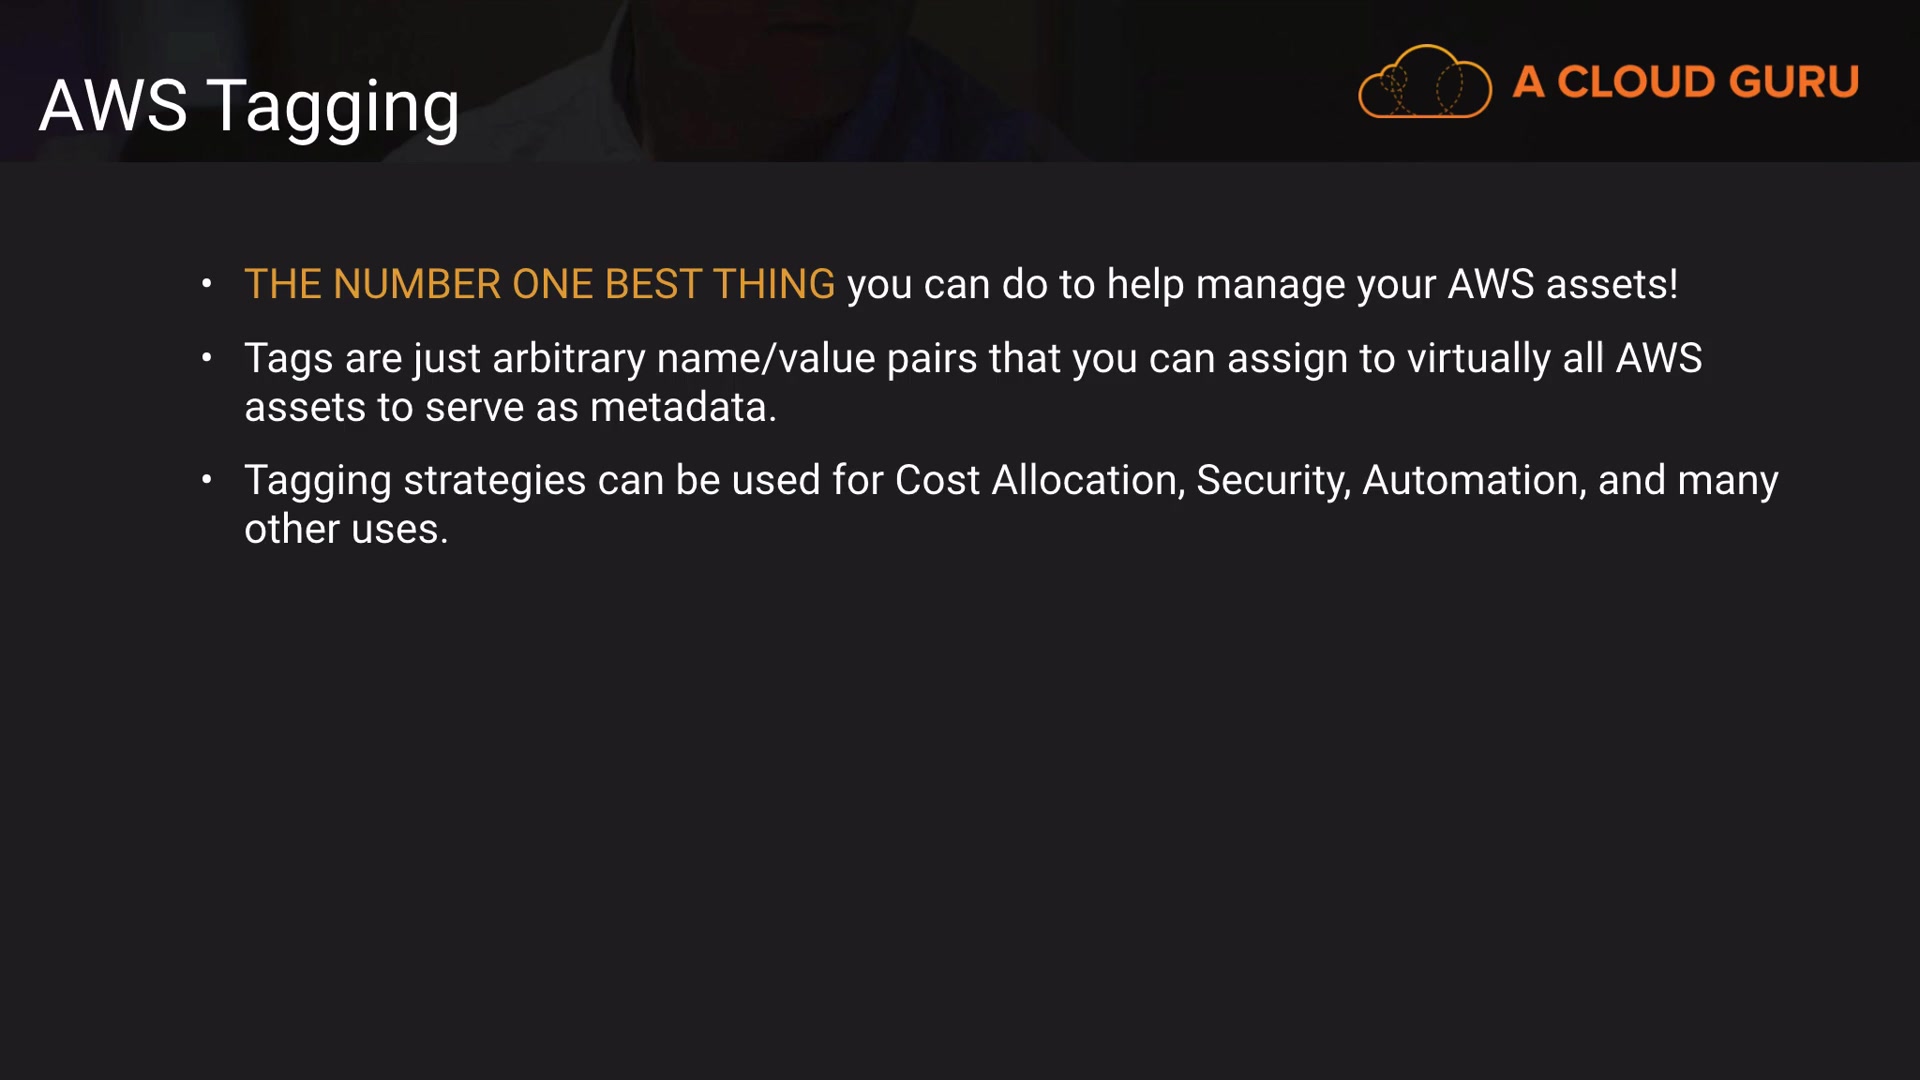 AWS Tagging
A CLOUD GURU
• THE NUMBER ONE BEST THING you can do to help manage your AWS assets!
• Tags are just arbitrary name/value pairs that you can assign to virtually all AWS
assets to serve as metadata.
• Tagging strategies can be used for Cost Allocation, Security, Automation, and many
other uses.